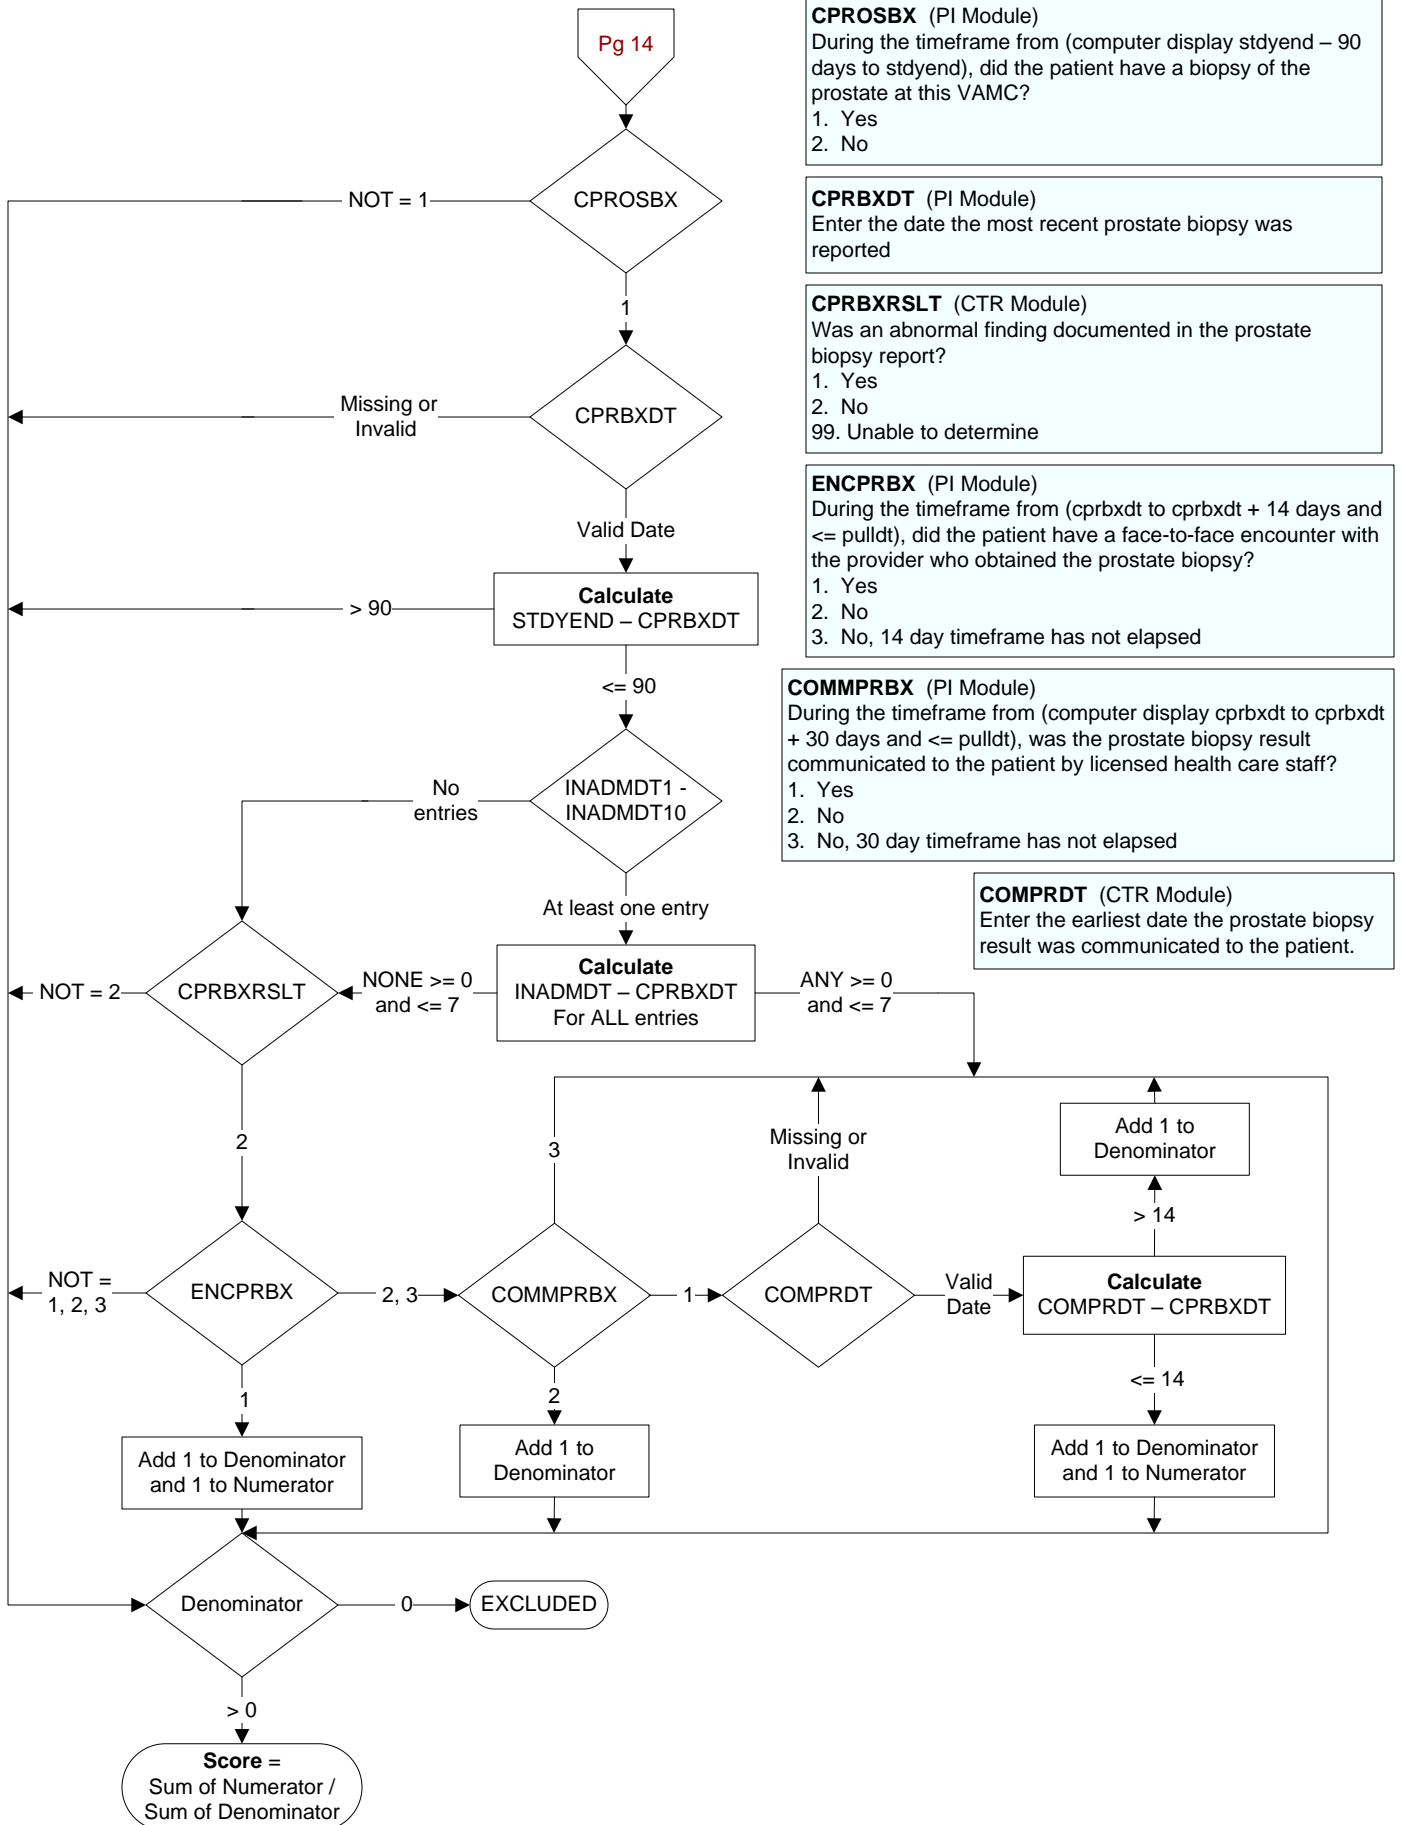 Pg 14
CPROSBX (PI Module)
During the timeframe from (computer display stdyend – 90
days to stdyend), did the patient have a biopsy of the
prostate at this VAMC?
1. Yes
2. No
NOT = 1
CPROSBX
CPRBXDT (PI Module)
Enter the date the most recent prostate biopsy was
reported
1
CPRBXRSLT (CTR Module)
Was an abnormal finding documented in the prostate
biopsy report?
1. Yes
2. No
99. Unable to determine
Missing or
Invalid
CPRBXDT
ENCPRBX (PI Module)
During the timeframe from (cprbxdt to cprbxdt + 14 days and
<= pulldt), did the patient have a face-to-face encounter with
the provider who obtained the prostate biopsy?
1. Yes
2. No
3. No, 14 day timeframe has not elapsed
Valid Date
> 90
Calculate
STDYEND – CPRBXDT
<= 90
COMMPRBX (PI Module)
During the timeframe from (computer display cprbxdt to cprbxdt
+ 30 days and <= pulldt), was the prostate biopsy result
communicated to the patient by licensed health care staff?
1. Yes
2. No
3. No, 30 day timeframe has not elapsed
No
entries
INADMDT1 -
INADMDT10
At least one entry
COMPRDT (CTR Module)
Enter the earliest date the prostate biopsy
result was communicated to the patient.
NOT = 2
CPRBXRSLT
NONE >= 0
and <= 7
Calculate
INADMDT – CPRBXDT
For ALL entries
ANY >= 0
and <= 7
2
3
Missing or
Invalid
Add 1 to
Denominator
> 14
NOT =
1, 2, 3
ENCPRBX
2, 3
COMMPRBX
1
COMPRDT
Valid
Date
Calculate
COMPRDT – CPRBXDT
<= 14
1
2
Add 1 to Denominator
and 1 to Numerator
Add 1 to
Denominator
Add 1 to Denominator
and 1 to Numerator
Denominator
0
EXCLUDED
> 0
Score =
Sum of Numerator /
Sum of Denominator